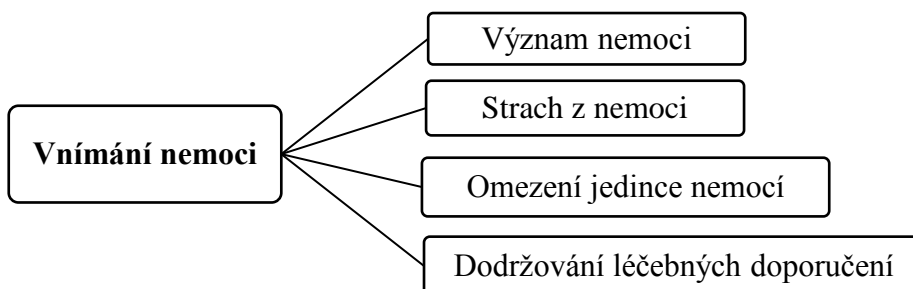 Význam nemoci
Strach z nemoci
Vnímání nemoci
Omezení jedince nemocí
Dodržování léčebných doporučení